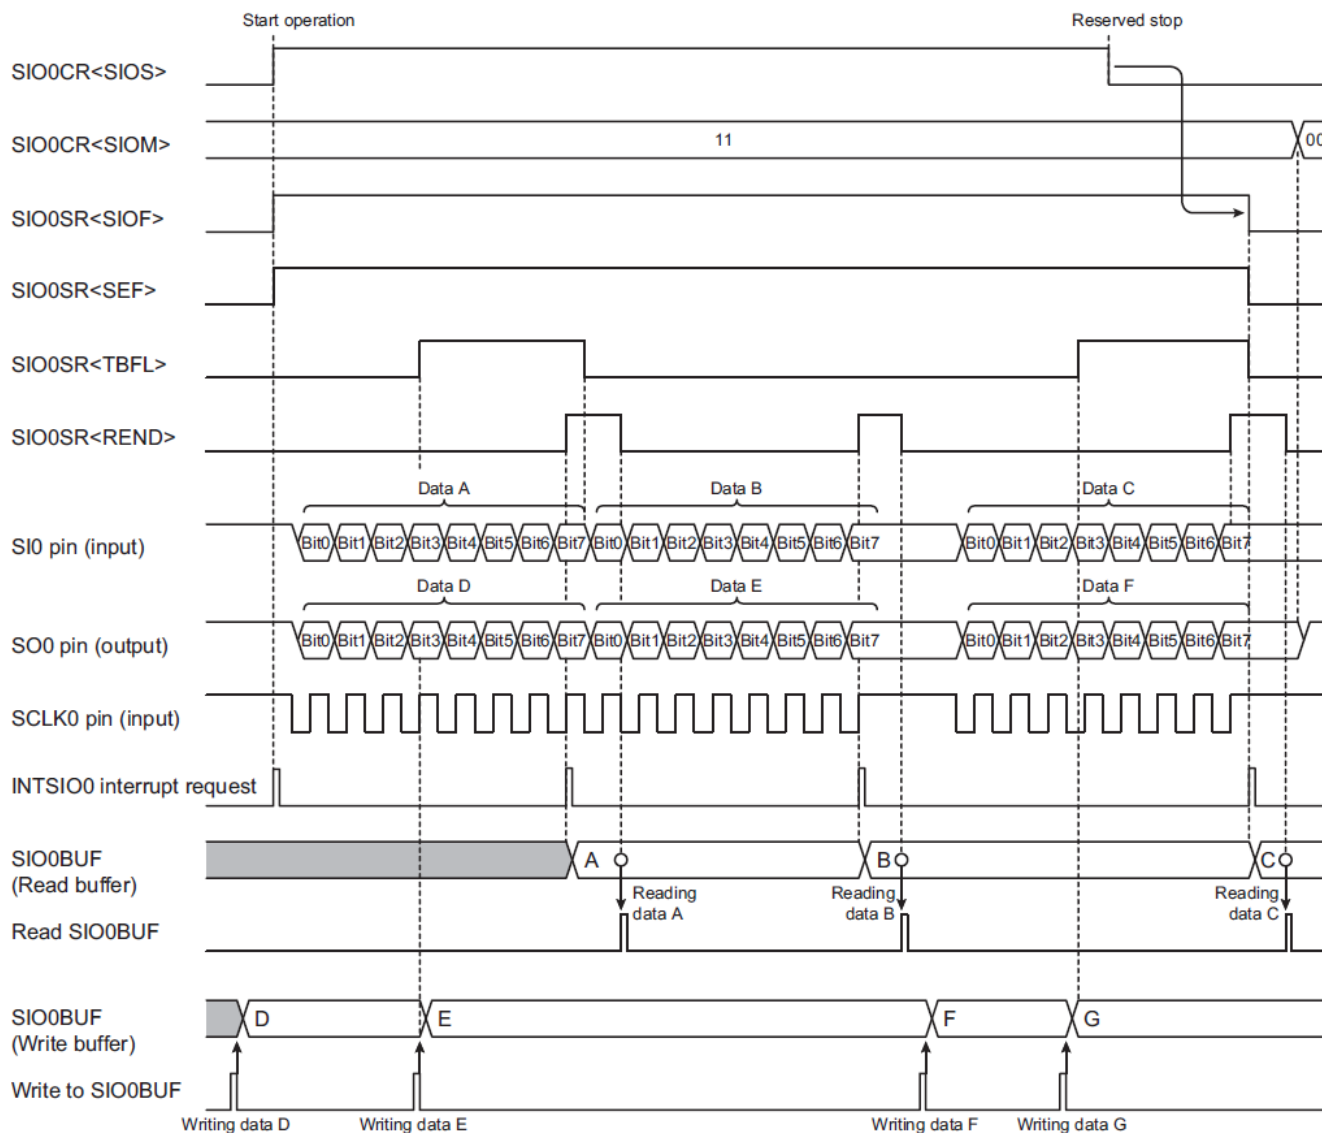 Start operation Reserved stop
SIO0CR<SIOS>
SIO0CR<SIOM> 11 00
SIO0SR<SIOF>
SIO0SR<SEF>
SIO0SR<TBFL>
SIO0SR<REND>
Data A Data B Data C
SI0 pin (input) Bit0 Bit1 Bit2 Bit3 Bit4 Bit5 Bit6 Bit7 Bit0 Bit1 Bit2 Bit3 Bit4 Bit5 Bit6 Bit7 Bit0 Bit1 Bit2 Bit3 Bit4 Bit5 Bit6 Bit7
Data D Data E Data F
SO0 pin (output) Bit0 Bit1 Bit2 Bit3 Bit4 Bit5 Bit6 Bit7 Bit0 Bit1 Bit2 Bit3 Bit4 Bit5 Bit6 Bit7 Bit0 Bit1 Bit2 Bit3 Bit4 Bit5 Bit6 Bit7
SCLK0 pin (input)
INTSIO0 interrupt request
SIO0BUF A B C
(Read buffer)
Reading Reading Reading
data A data B data C
Read SIO0BUF
SIO0BUF D E F G
(Write buffer)
Write to SIO0BUF
Writing data D Writing data E Writing data F Writing data G